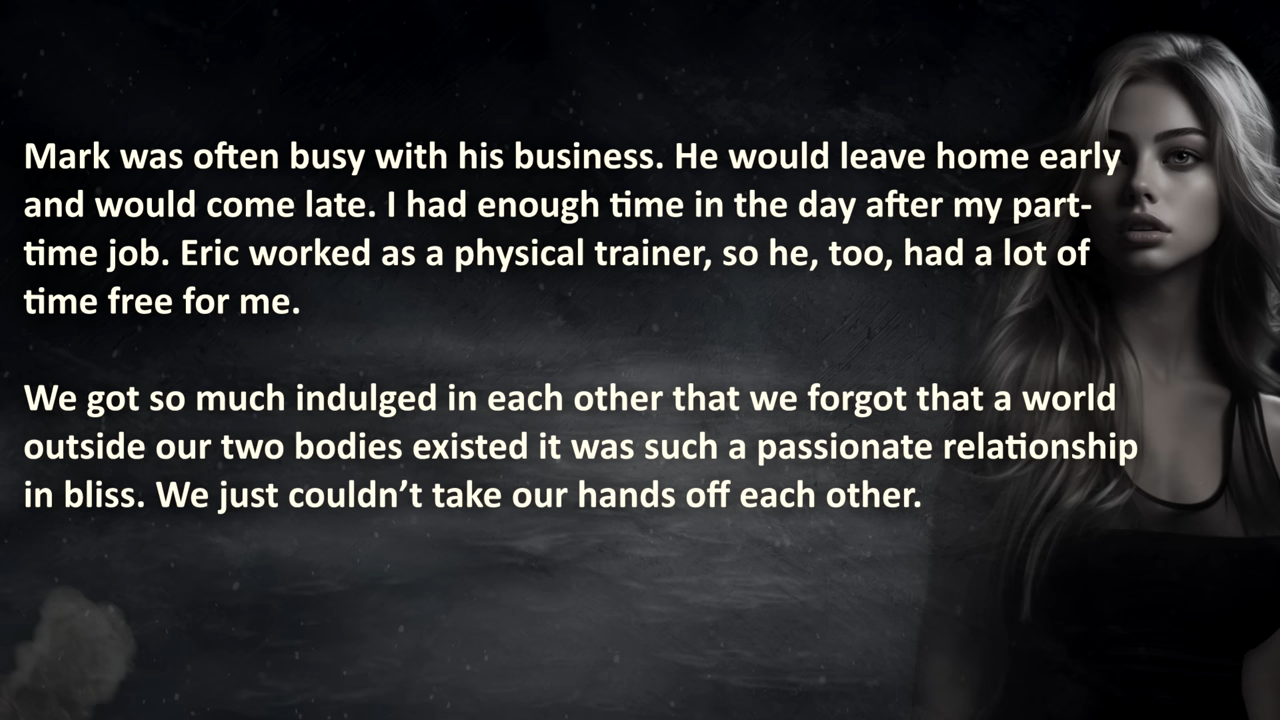 Mark was often busy with his business. He would leave home early
and would come late. I had enough time in the day after my part-
time job. Eric worked as a physical trainer, so he, too, had a lot of
time free for me.
We got so much indulged in each other that we forgot that a world
outside our two bodies existed it was such a passionate relationship
in bliss. We just couldn’t take our hands off each other.